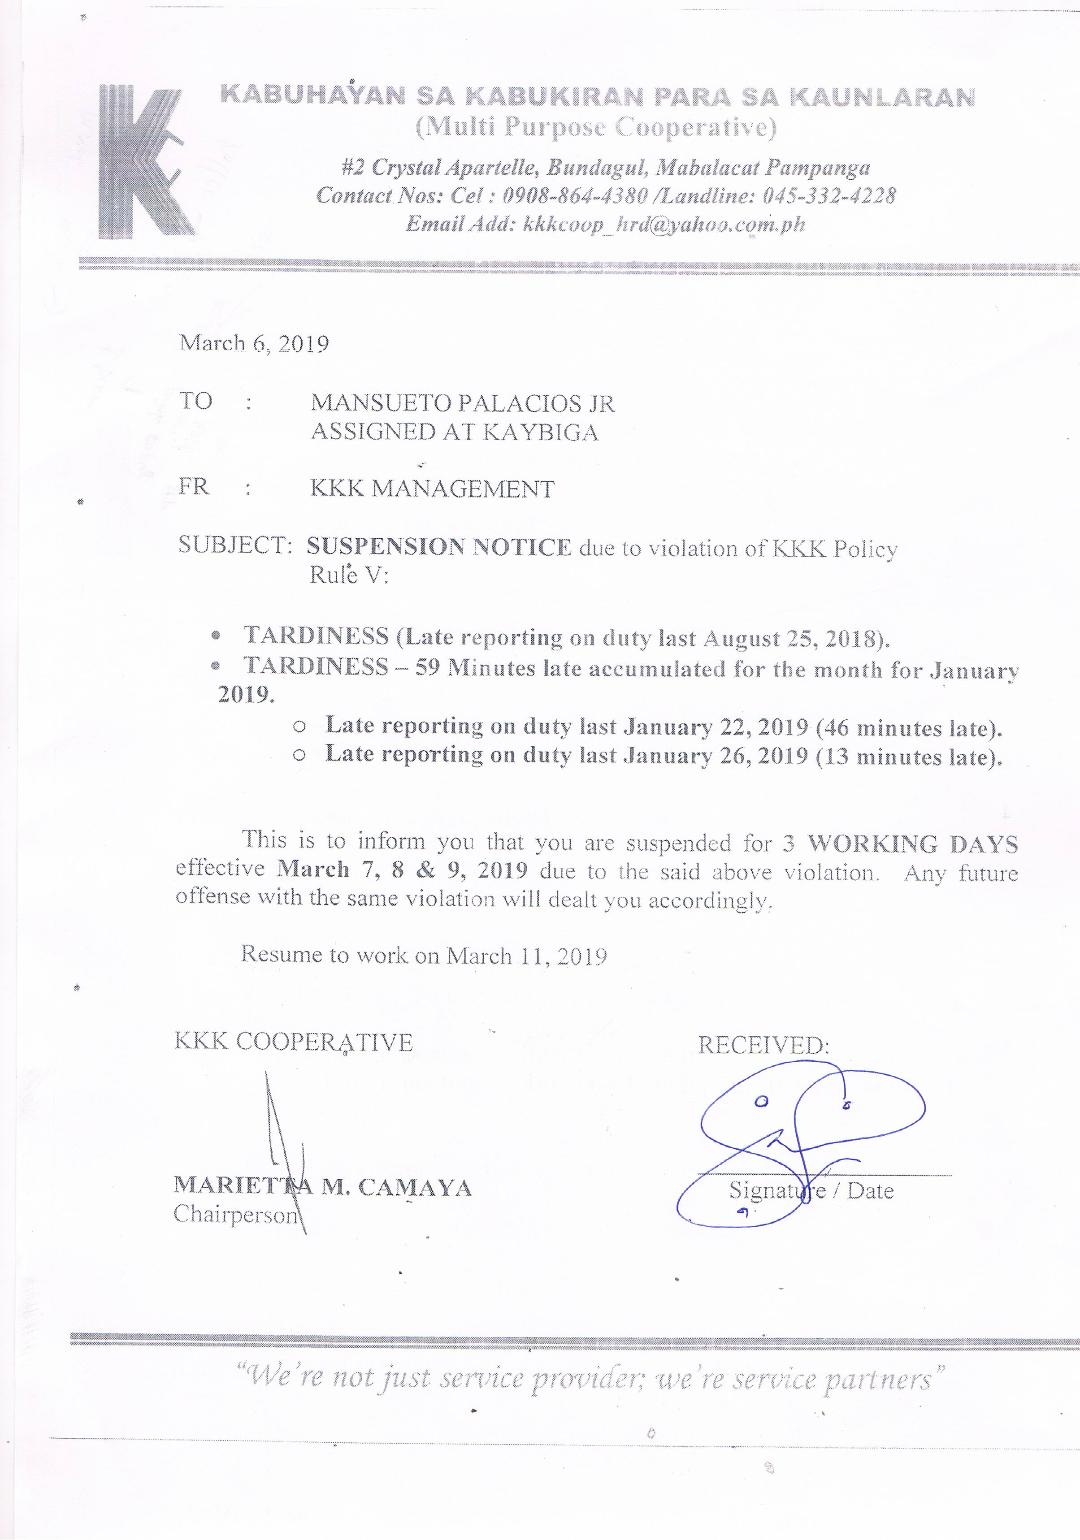 KABUHAYAN SA KABUKIRAN PARA SA KAUNLARAN
(Multi Purpose Cooperative)
#2 Crystal Apartelle, Bundagul, Mabalacat Pampanga
Contact Nos: Cel : 0908-864-4380 /Landline: 045-332-4228
Email Add: kkkcoop_hrd@yahoo.com.ph
March 6, 2019
TO : MANSUETO PALACIOS JR
ASSIGNED AT KAYBIGA
FR : KKK MANAGEMENT
SUBJECT: SUSPENSION NOTICE due to violation of KKK Policy
Rule V:
• TARDINESS (Late reporting on duty last August 25, 2018).
• TARDINESS – 59 Minutes late accumulated for the month for January
2019.
o Late reporting on duty last January 22, 2019 (46 minutes late).
o Late reporting on duty last January 26, 2019 (13 minutes late).
This is to inform you that you are suspended for 3 WORKING DAYS
effective March 7, 8 & 9, 2019 due to the said above violation. Any future
offense with the same violation will dealt you accordingly.
Resume to work on March 11, 2019
KKK COOPERATIVE
RECEIVED:
MARIETTA M. CAMAYA
Chairperson
Signature / Date
“We’re not just service provider; we’re service partners”